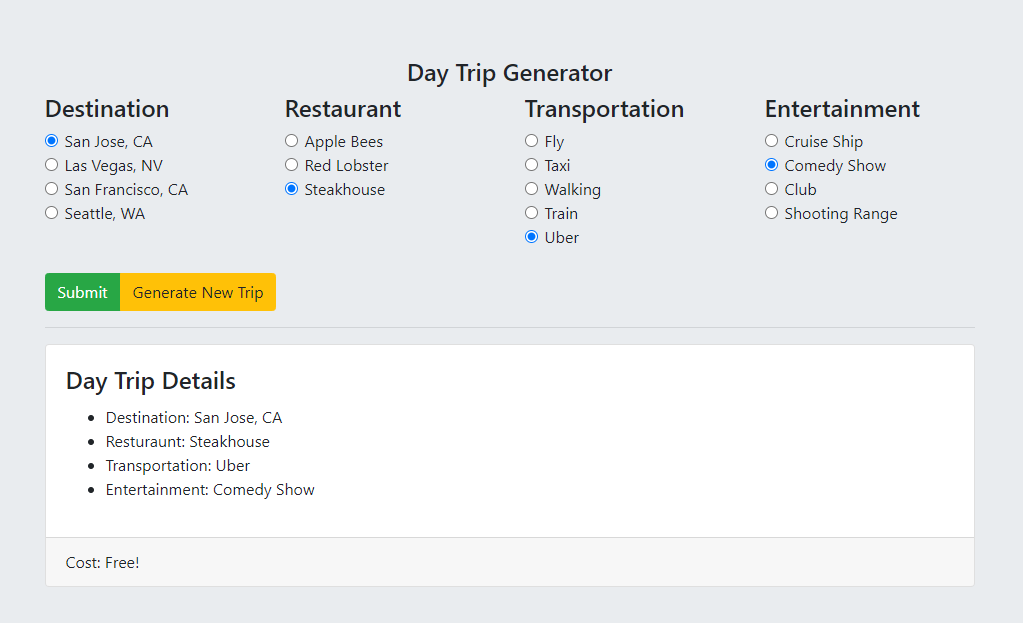 Day Trip Generator
Destination
San Jose, CA
Las Vegas, NV
San Francisco, CA
Seattle, WA
Restaurant
Apple Bees
Red Lobster
Steakhouse
Transportation
Fly
Taxi
Walking
Train
Uber
Entertainment
Cruise Ship
Comedy Show
Club
Shooting Range
Submit
Generate New Trip
Day Trip Details
Destination: San Jose, CA
Resturaunt: Steakhouse
Transportation: Uber
Entertainment: Comedy Show
Cost: Free!